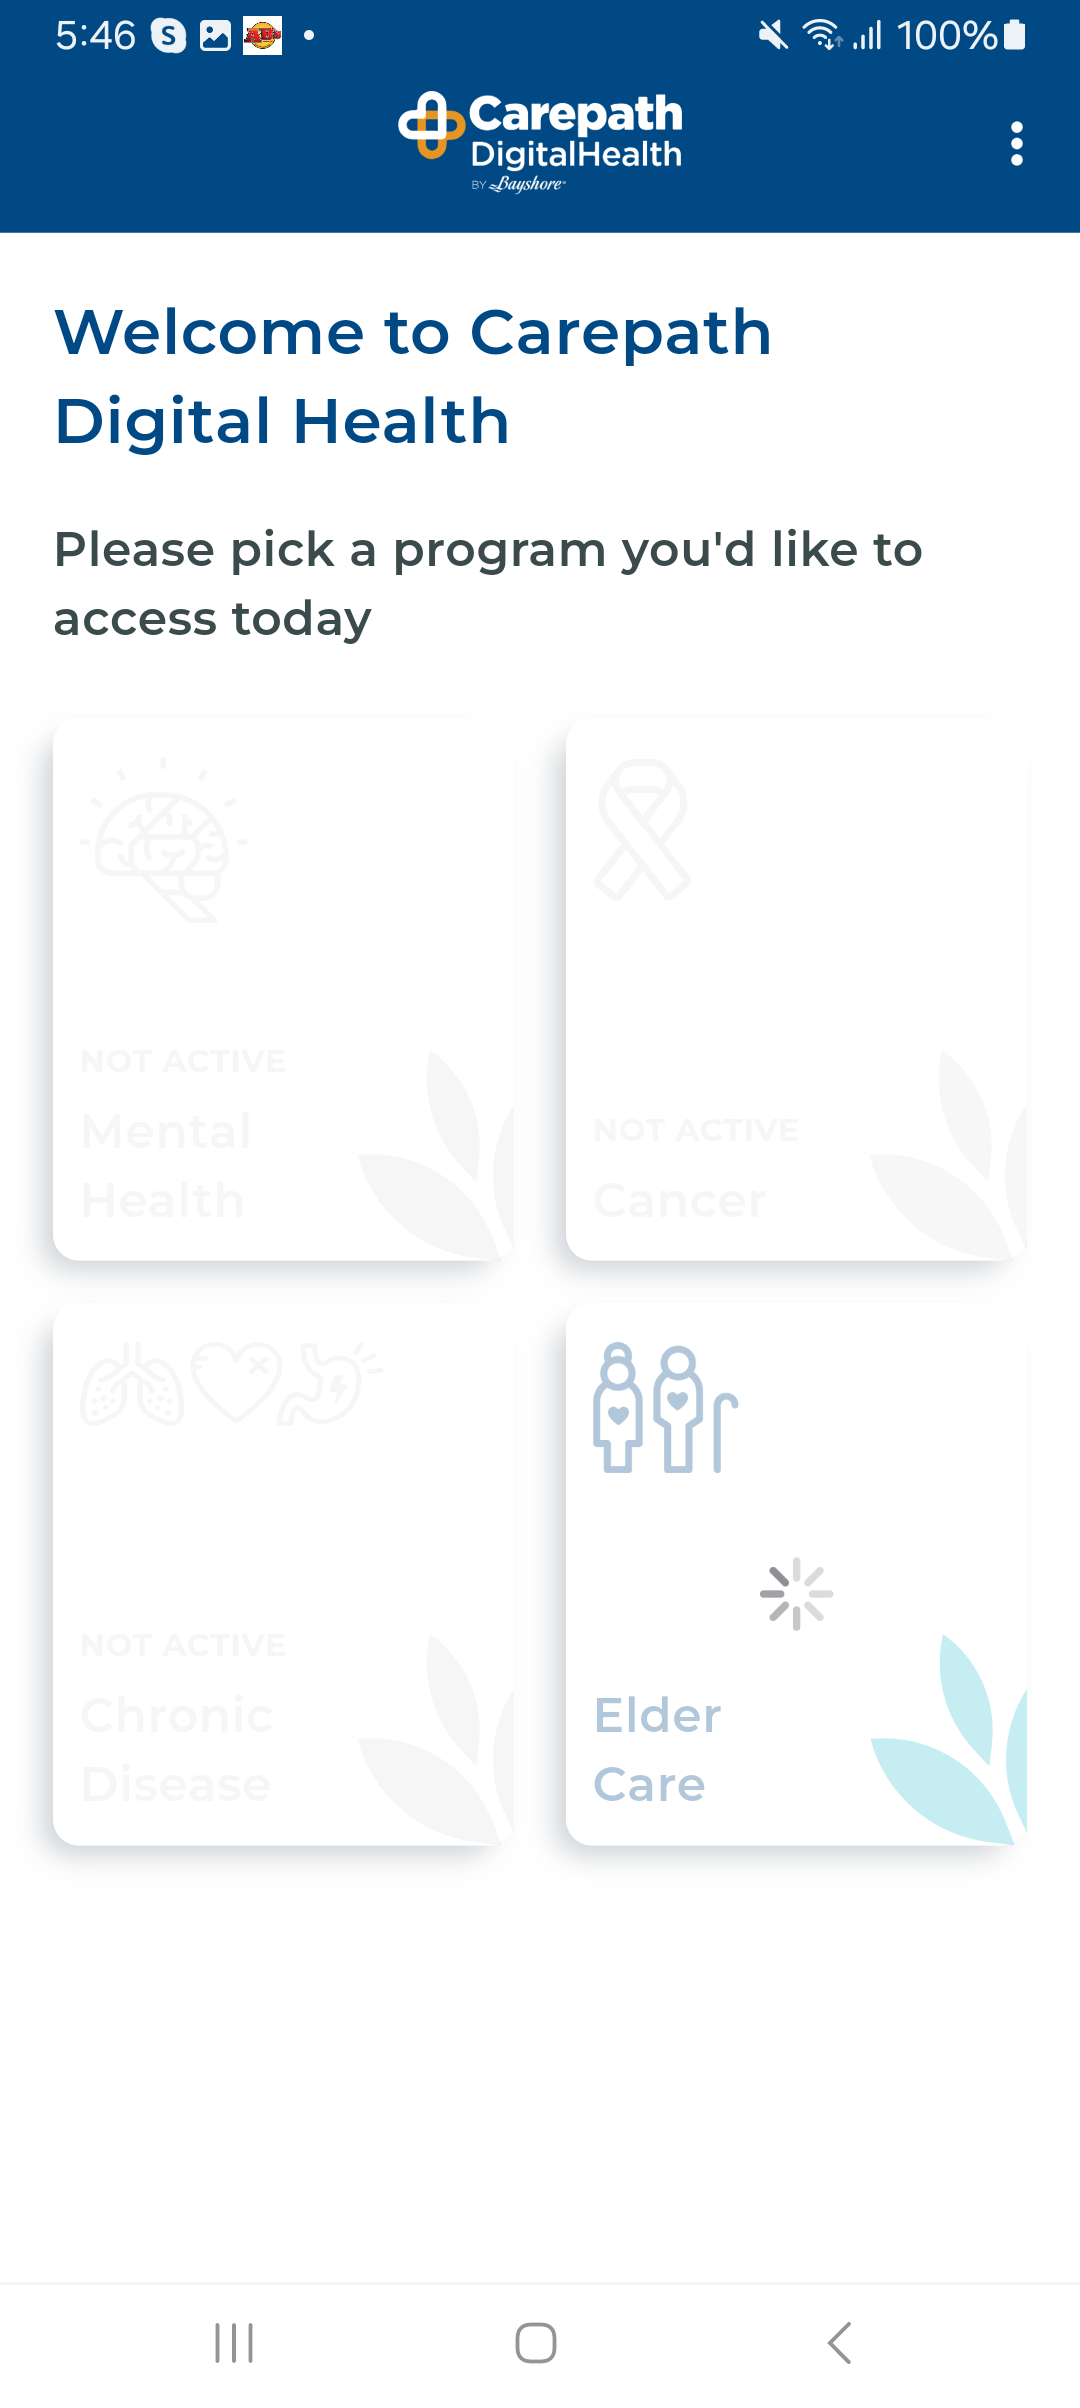 5:46
100%
Carepath
DigitalHealth
BY Bayshore
Welcome to Carepath
Digital Health
Please pick a program you'd like to
access today
NOT ACTIVE
Mental
Health
NOT ACTIVE
Cancer
NOT ACTIVE
Chronic
Disease
Elder
Care